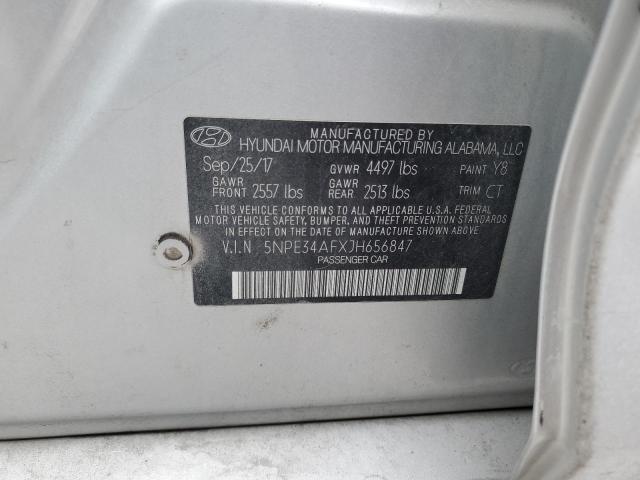 MANUFACTURED BY
HYUNDAI MOTOR MANUFACTURING ALABAMA, LLC
Sep/25/17 GVWR 4497 lbs PAINT Y8
GAWR FRONT 2557 lbs GAWR REAR 2513 lbs TRIM CT
THIS VEHICLE CONFORMS TO ALL APPLICABLE U.S.A. FEDERAL
MOTOR VEHICLE SAFETY, BUMPER, AND THEFT PREVENTION STANDARDS
IN EFFECT ON THE DATE OF MANUFACTURE SHOWN ABOVE.
V.I.N 5NPE34AFXJH656847
PASSENGER CAR